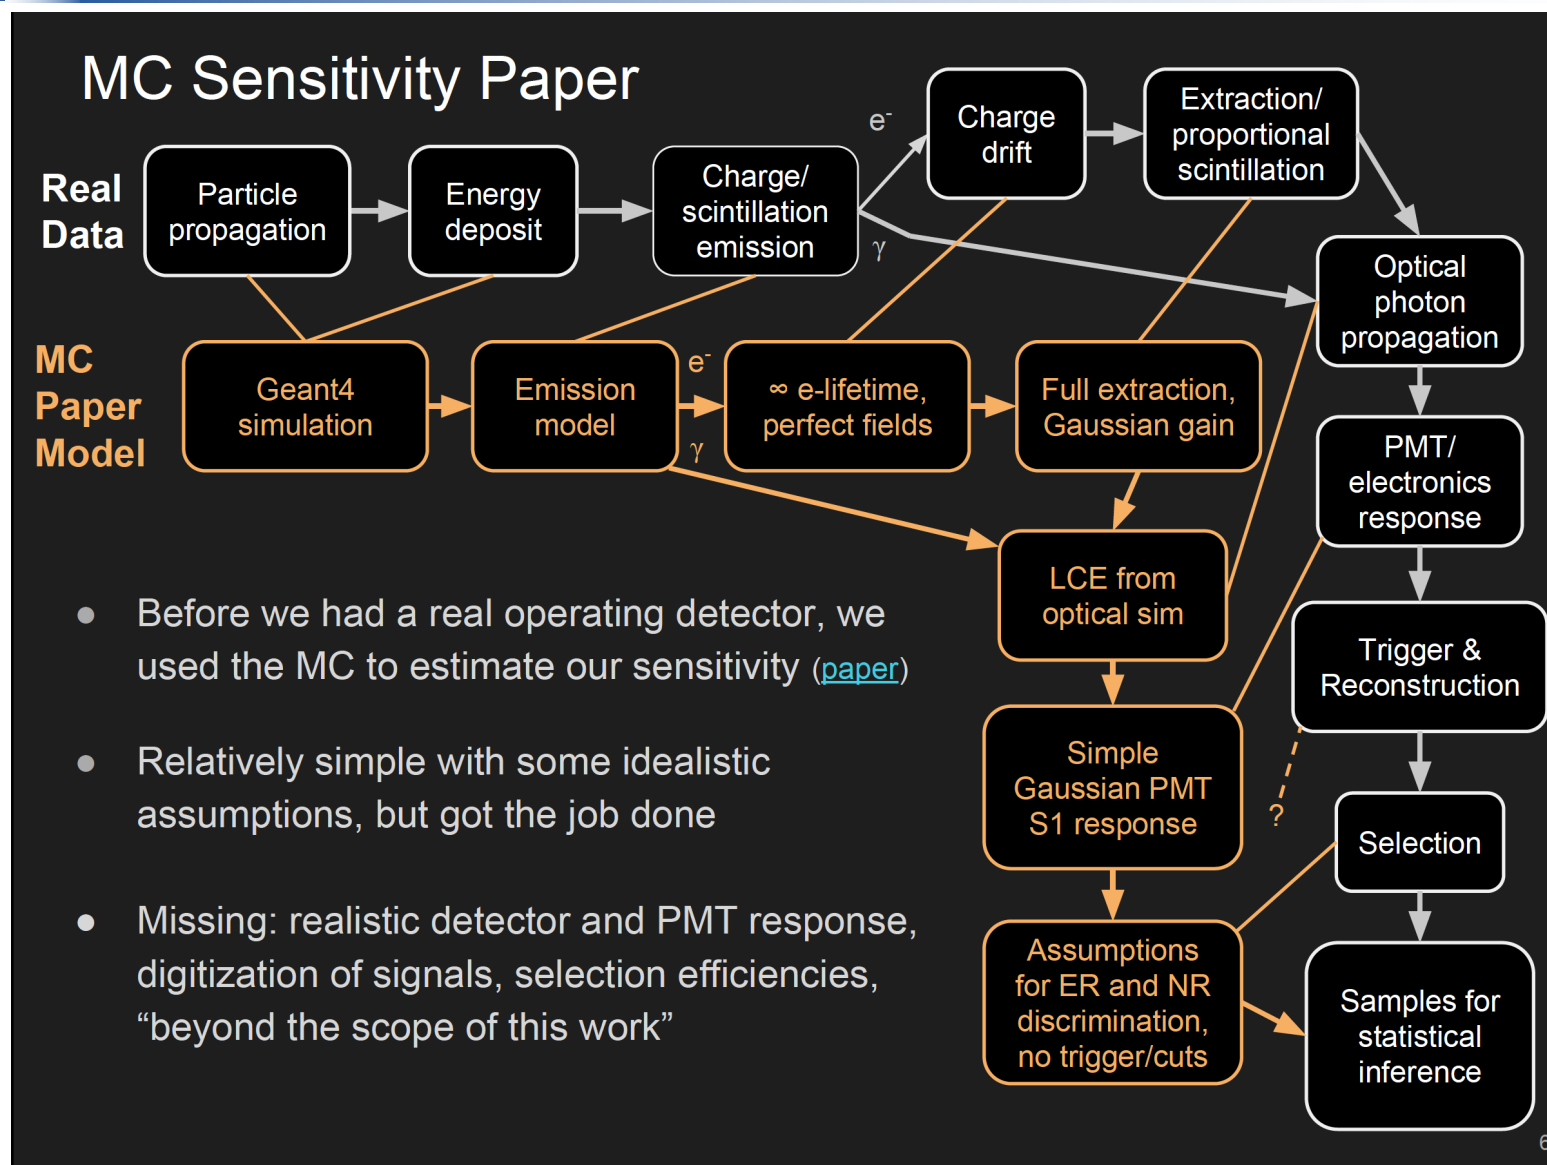 MC Sensitivity Paper
Real
Data
Particle
propagation
Energy
deposit
Charge/
scintillation
emission
e-
γ
Charge
drift
Extraction/
proportional
scintillation
Optical
photon
propagation
PMT/
electronics
response
Trigger &
Reconstruction
Selection
Samples for
statistical
inference
MC
Paper
Model
Geant4
simulation
Emission
model
e-
γ
∞ e-lifetime,
perfect fields
Full extraction,
Gaussian gain
LCE from
optical sim
Simple
Gaussian PMT
S1 response
?
Assumptions
for ER and NR
discrimination,
no trigger/cuts
● Before we had a real operating detector, we
used the MC to estimate our sensitivity (paper)
● Relatively simple with some idealistic
assumptions, but got the job done
● Missing: realistic detector and PMT response,
digitization of signals, selection efficiencies,
“beyond the scope of this work”
6